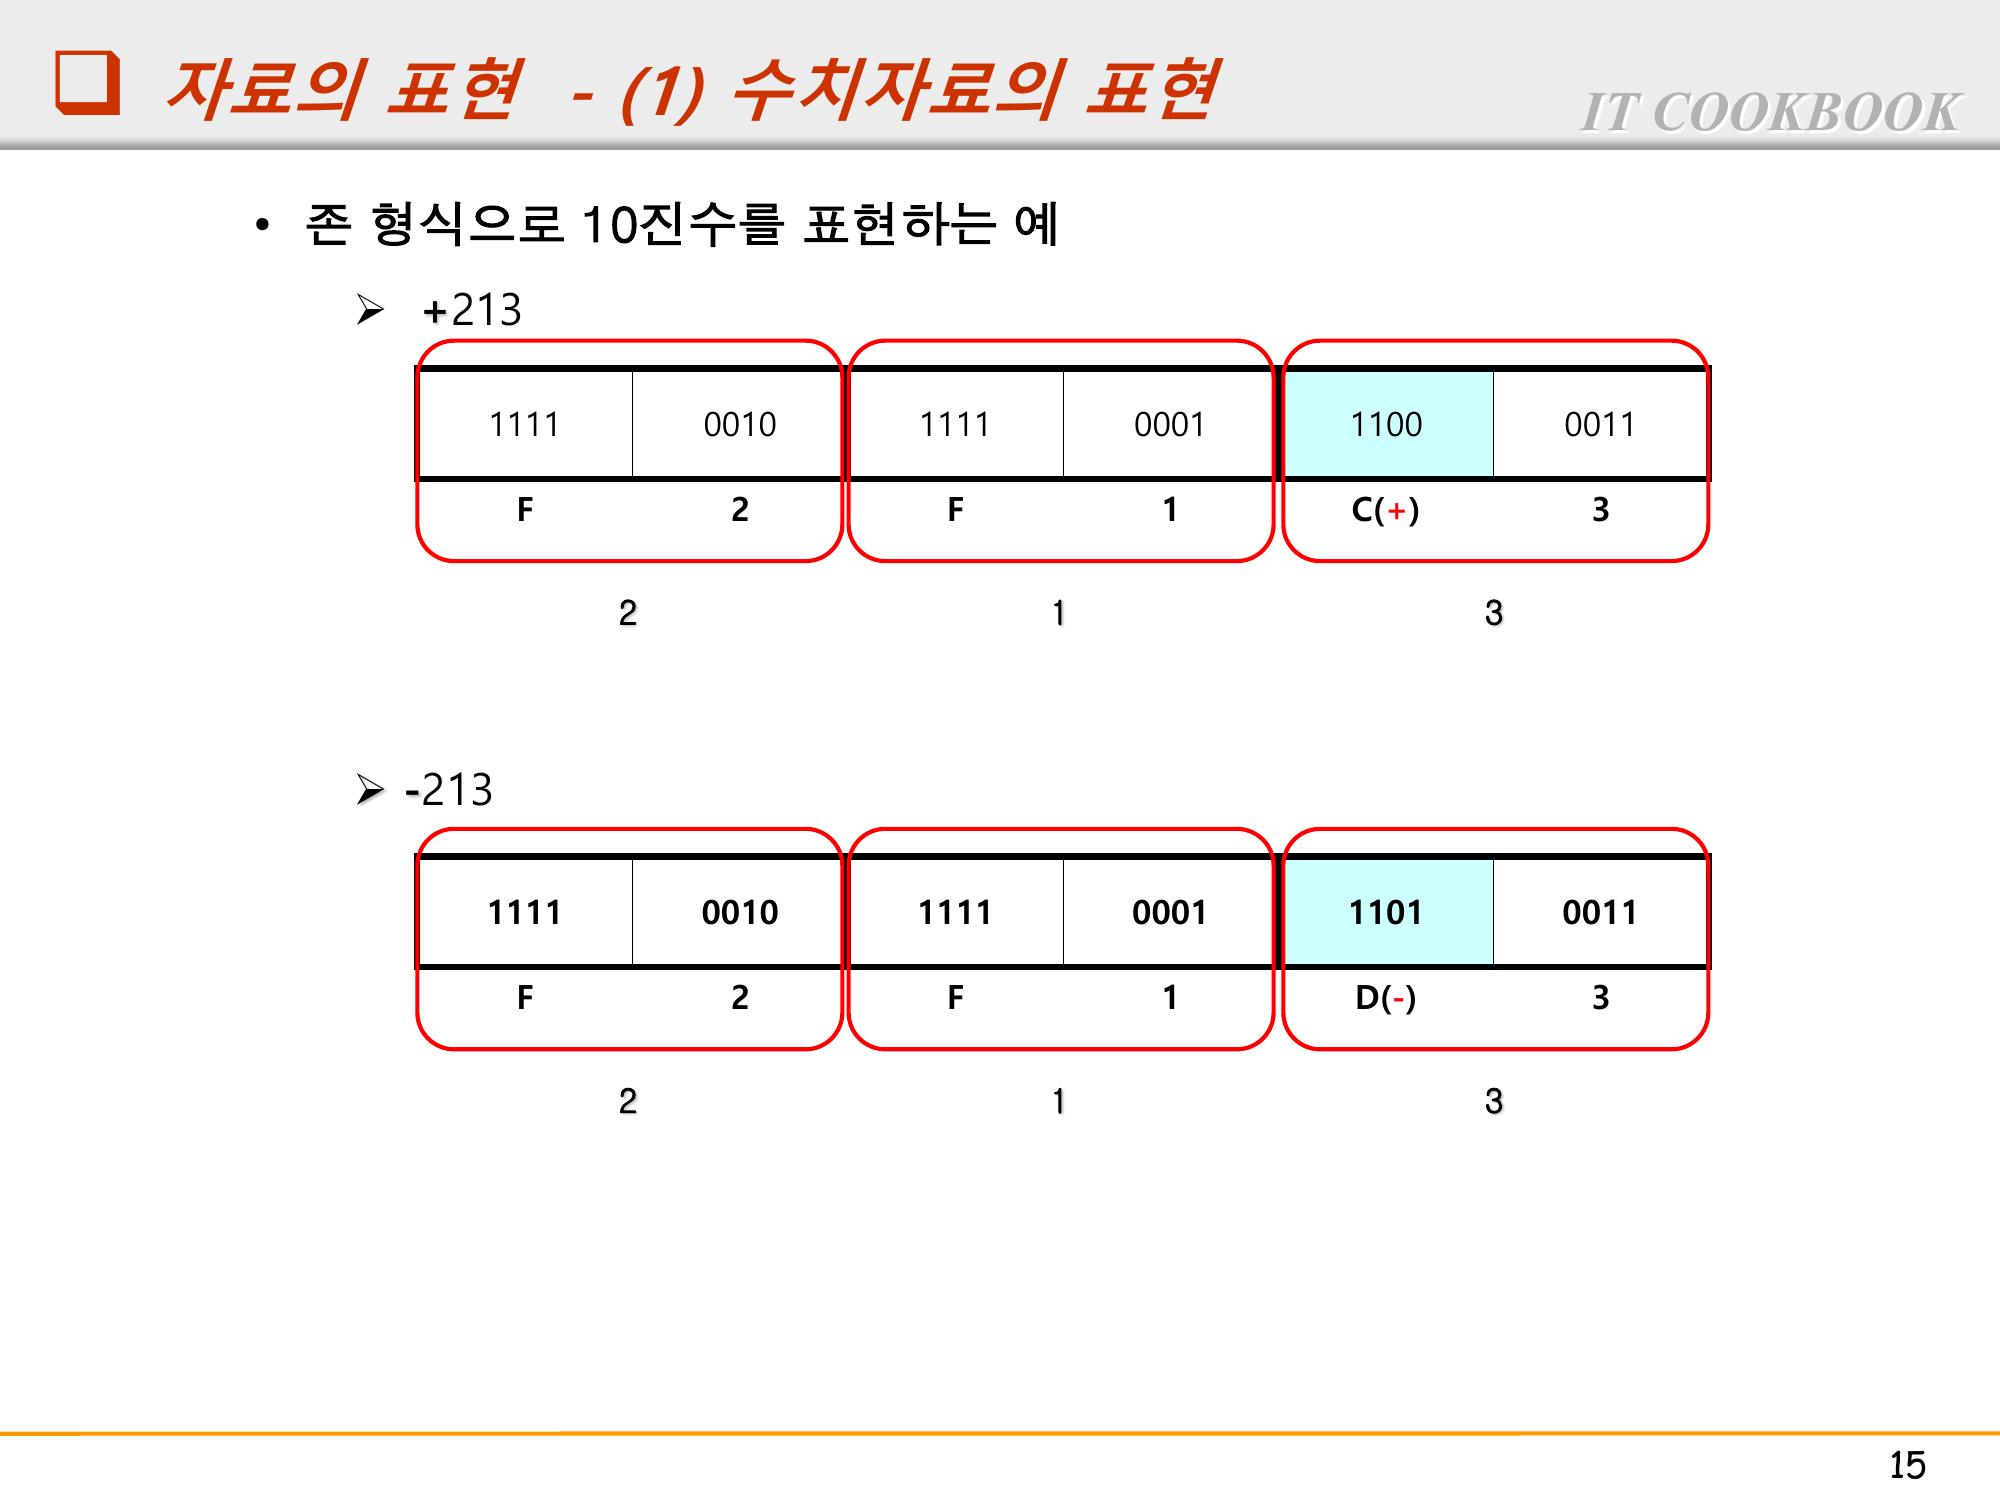 자료의 표현 - (1) 수치자료의 표현
IT COOKBOOK
• 존 형식으로 10진수를 표현하는 예
➢ +213
1111 0010 1111 0001 1100 0011
F 2 F 1 C(+) 3
2 1 3
➢ -213
1111 0010 1111 0001 1101 0011
F 2 F 1 D(-) 3
2 1 3
15